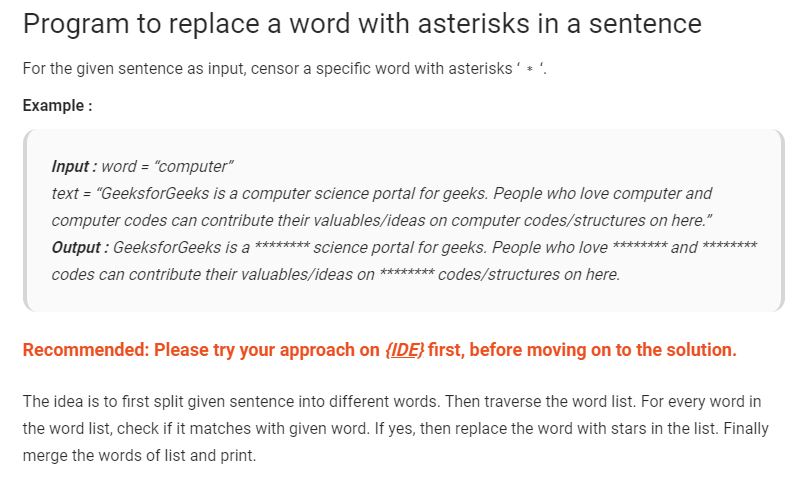 Program to replace a word with asterisks in a sentence
For the given sentence as input, censor a specific word with asterisks ‘ * ‘.
Example :
Input : word = “computer”
text = “GeeksforGeeks is a computer science portal for geeks. People who love computer and
computer codes can contribute their valuables/ideas on computer codes/structures on here.”
Output : GeeksforGeeks is a ******** science portal for geeks. People who love ******** and ********
codes can contribute their valuables/ideas on ******** codes/structures on here.
Recommended: Please try your approach on {IDE} first, before moving on to the solution.
The idea is to first split given sentence into different words. Then traverse the word list. For every word in
the word list, check if it matches with given word. If yes, then replace the word with stars in the list. Finally
merge the words of list and print.